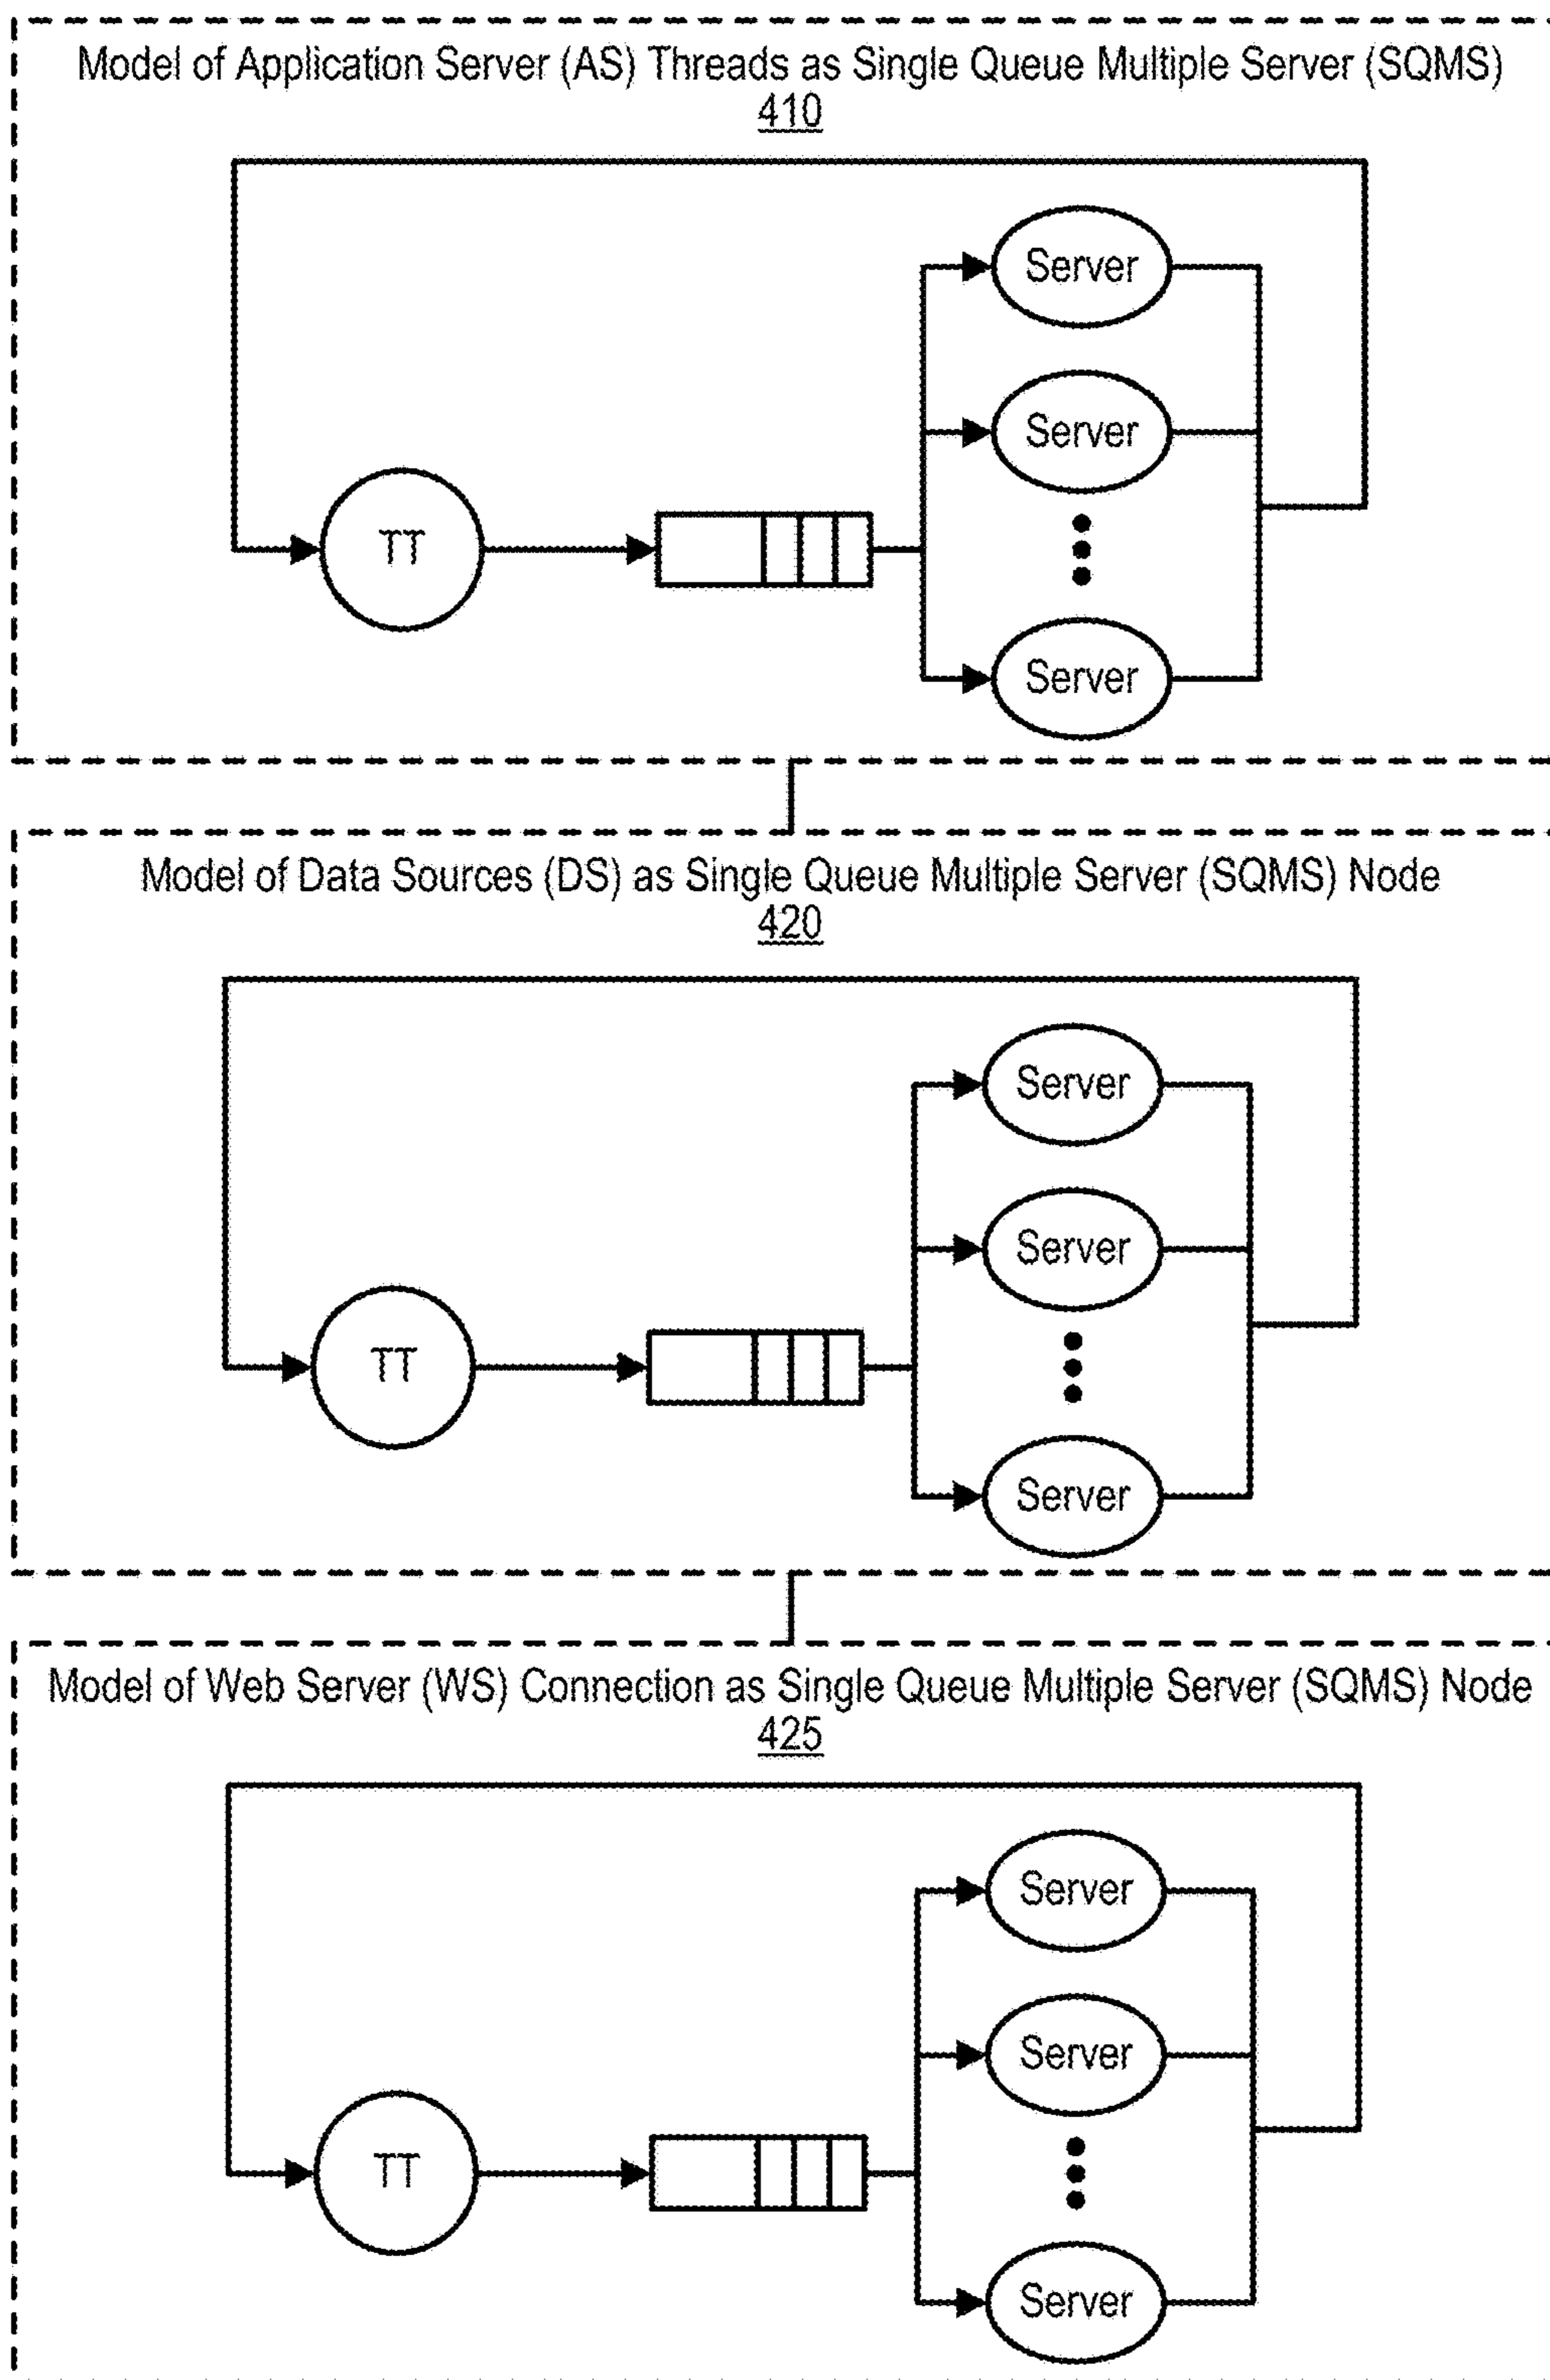 Model of Application Server (AS) Threads as Single Queue Multiple Server (SQMS)
410
Server
Server
TT
Server
Model of Data Sources (DS) as Single Queue Multiple Server (SQMS) Node
420
Server
Server
TT
Server
Model of Web Server (WS) Connection as Single Queue Multiple Server (SQMS) Node
425
Server
Server
TT
Server